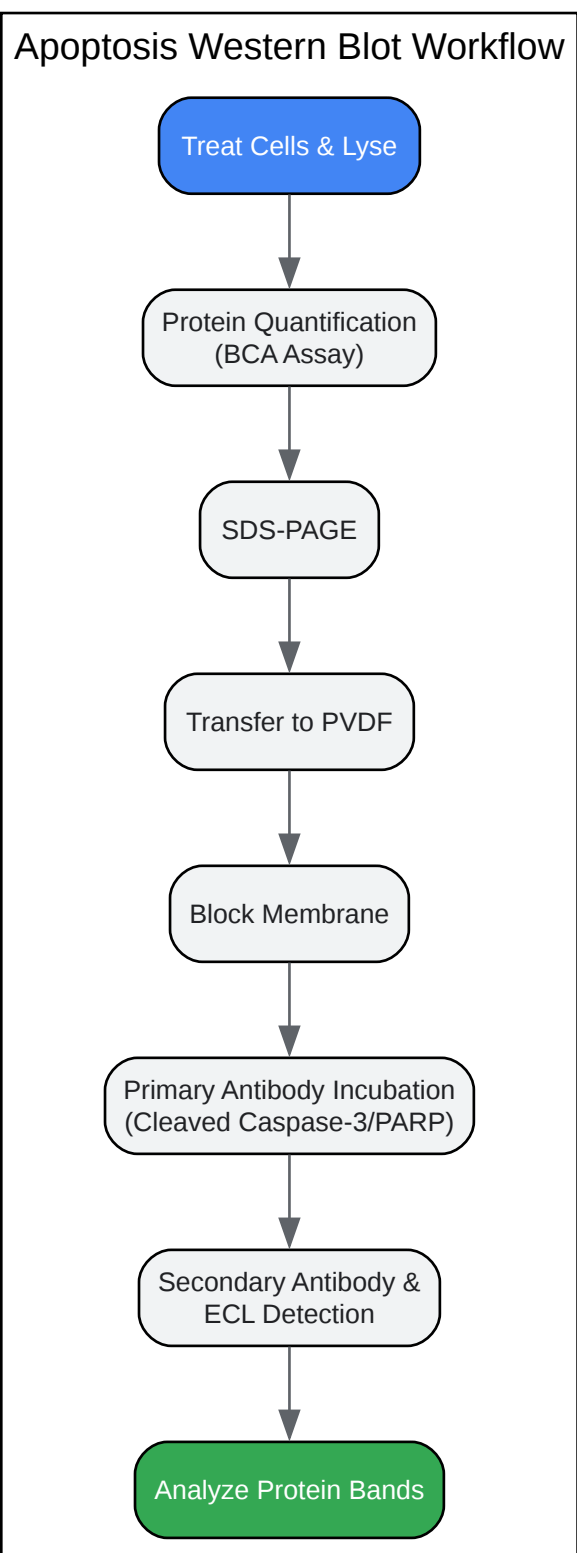 Apoptosis Western Blot Workflow
Treat Cells & Lyse
Protein Quantification
(BCA Assay)
SDS-PAGE
Transfer to PVDF
Block Membrane
Primary Antibody Incubation
(Cleaved Caspase-3/PARP)
Secondary Antibody &
ECL Detection
Analyze Protein Bands